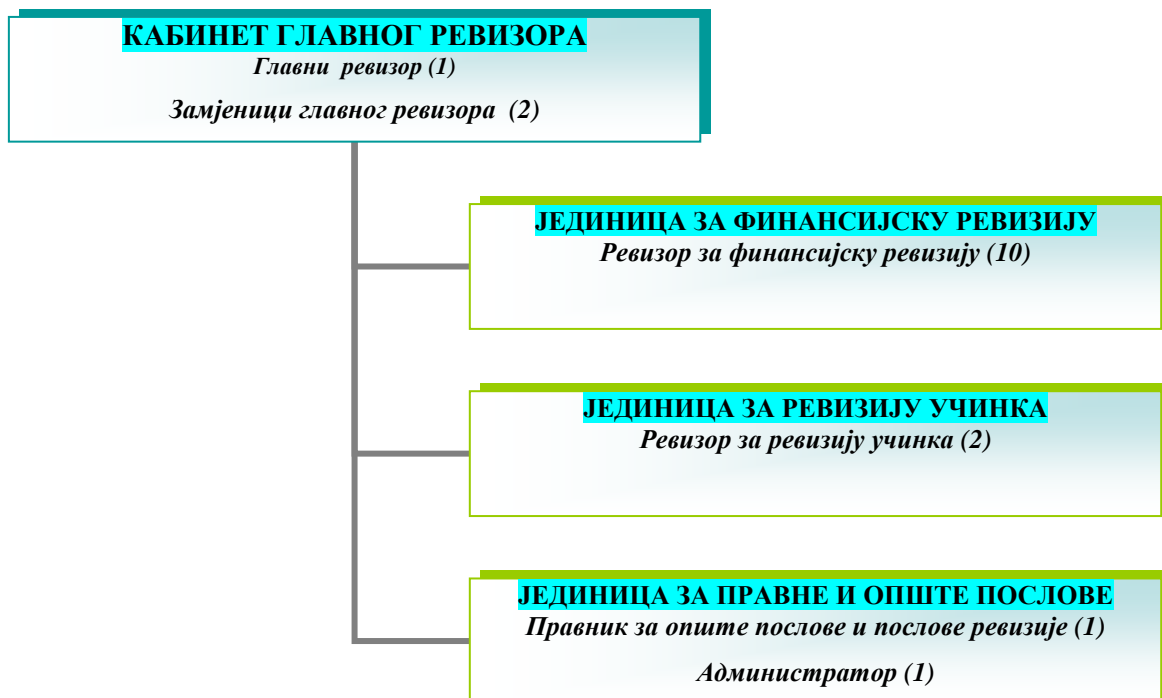 КАБИНЕТ ГЛАВНОГ РЕВИЗОРА
Главни ревизор (1)
Замјеници главног ревизора (2)
ЈЕДИНИЦА ЗА ФИНАНСИЈСКУ РЕВИЗИЈУ
Ревизор за финансијску ревизију (10)
ЈЕДИНИЦА ЗА РЕВИЗИЈУ УЧИНКА
Ревизор за ревизију учинка (2)
ЈЕДИНИЦА ЗА ПРАВНЕ И ОПШТЕ ПОСЛОВЕ
Правник за опште послове и послове ревизије (1)
Администратор (1)